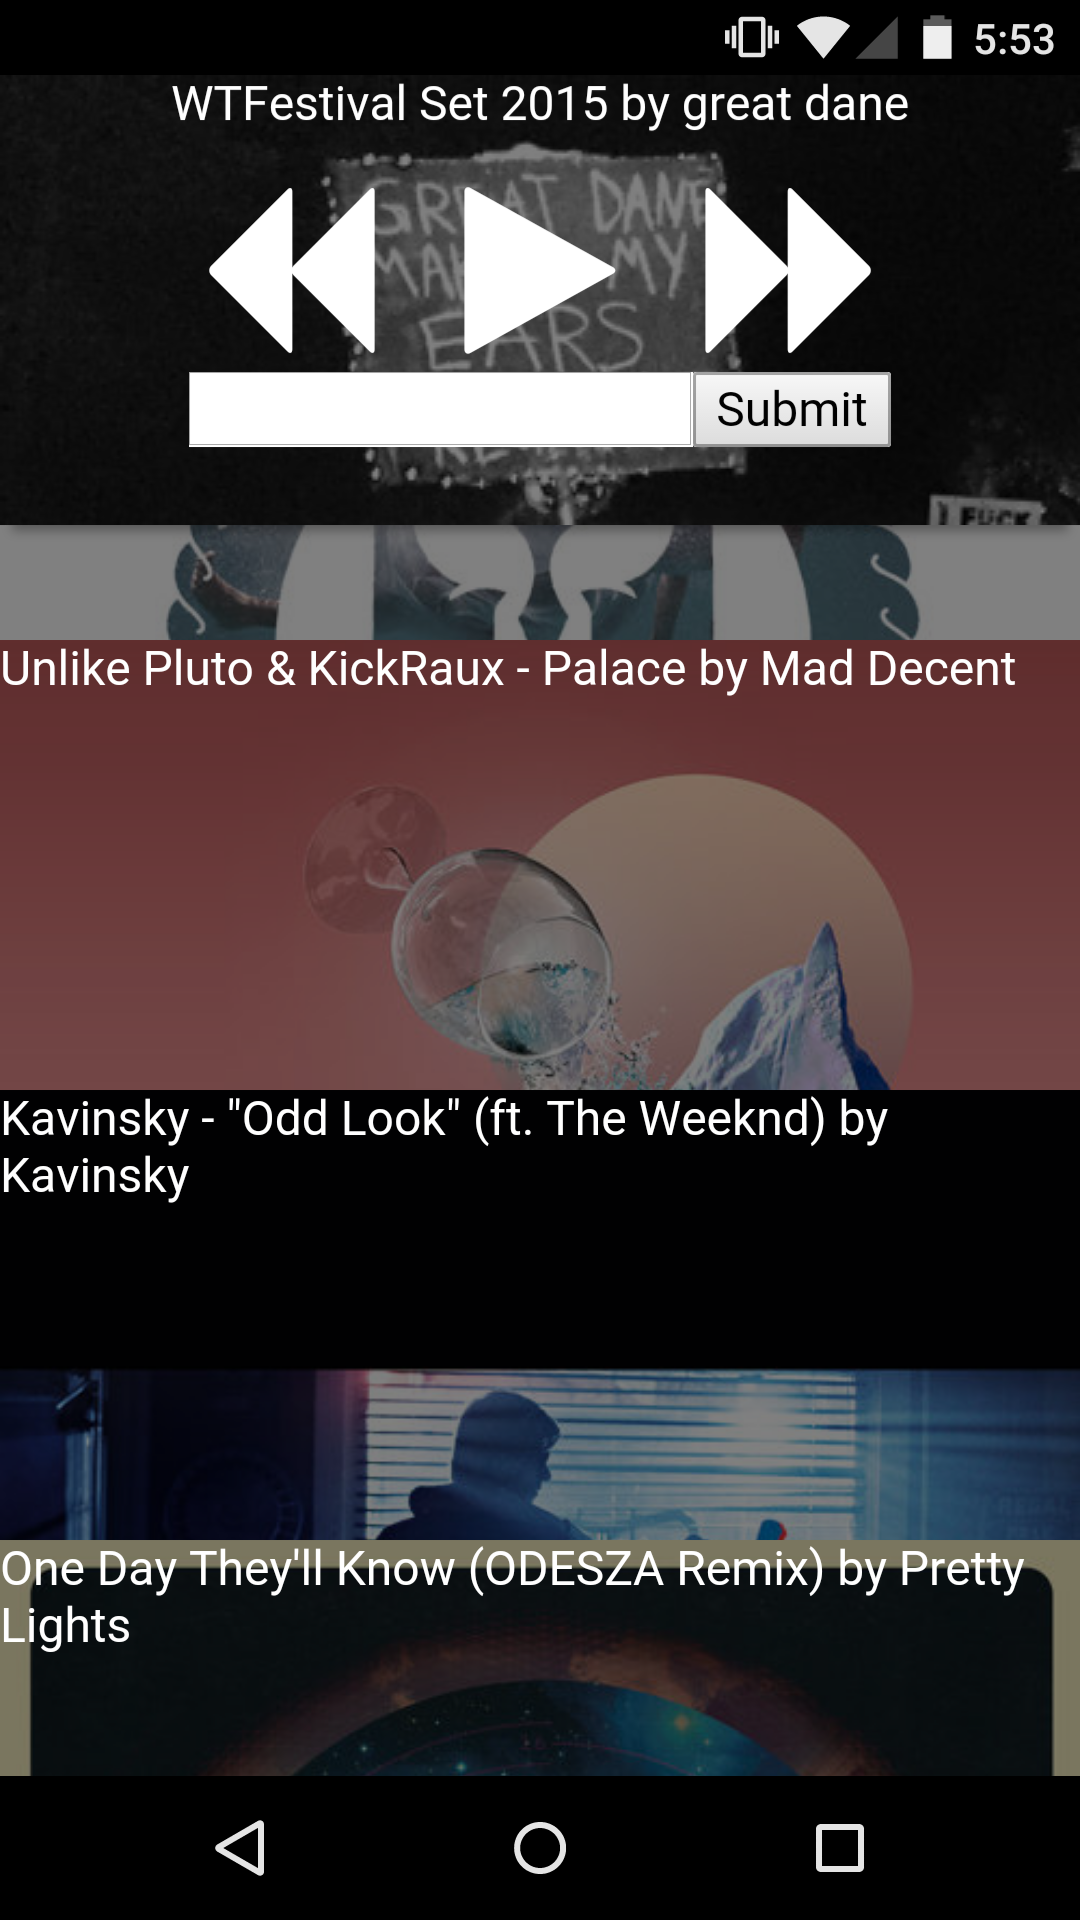 5:53
WTFestival Set 2015 by great dane
GREAT DANE
MY
EARS
Submit
I FUCK
Unlike Pluto & KickRaux - Palace by Mad Decent
Kavinsky - "Odd Look" (ft. The Weeknd) by
Kavinsky
One Day They'll Know (ODESZA Remix) by Pretty
Lights